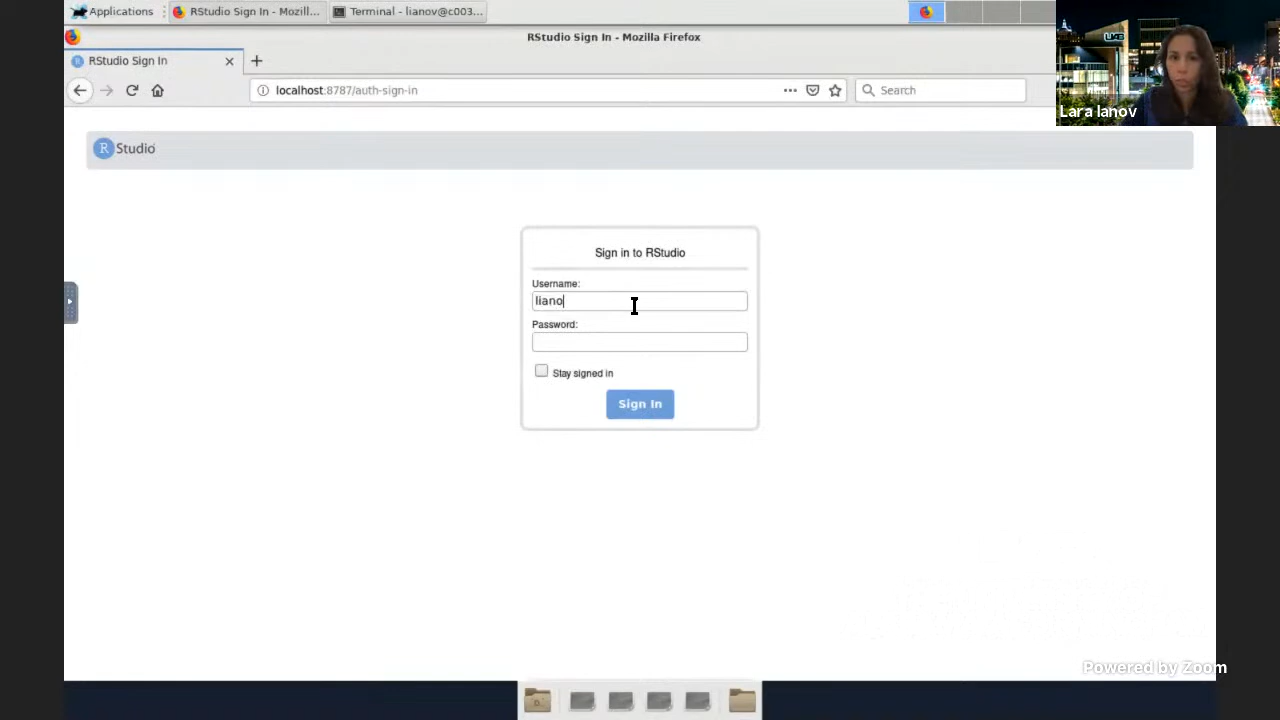 Applications
RStudio Sign In - Mozill...
Terminal - lianov@c003...
RStudio Sign In - Mozilla Firefox
RStudio Sign In
localhost:8787/auth-sign-in
Search
R Studio
Sign in to RStudio
Username:
liano
Password:
Stay signed in
Sign In
UAB
Lara Ianov
Powered by Zoom